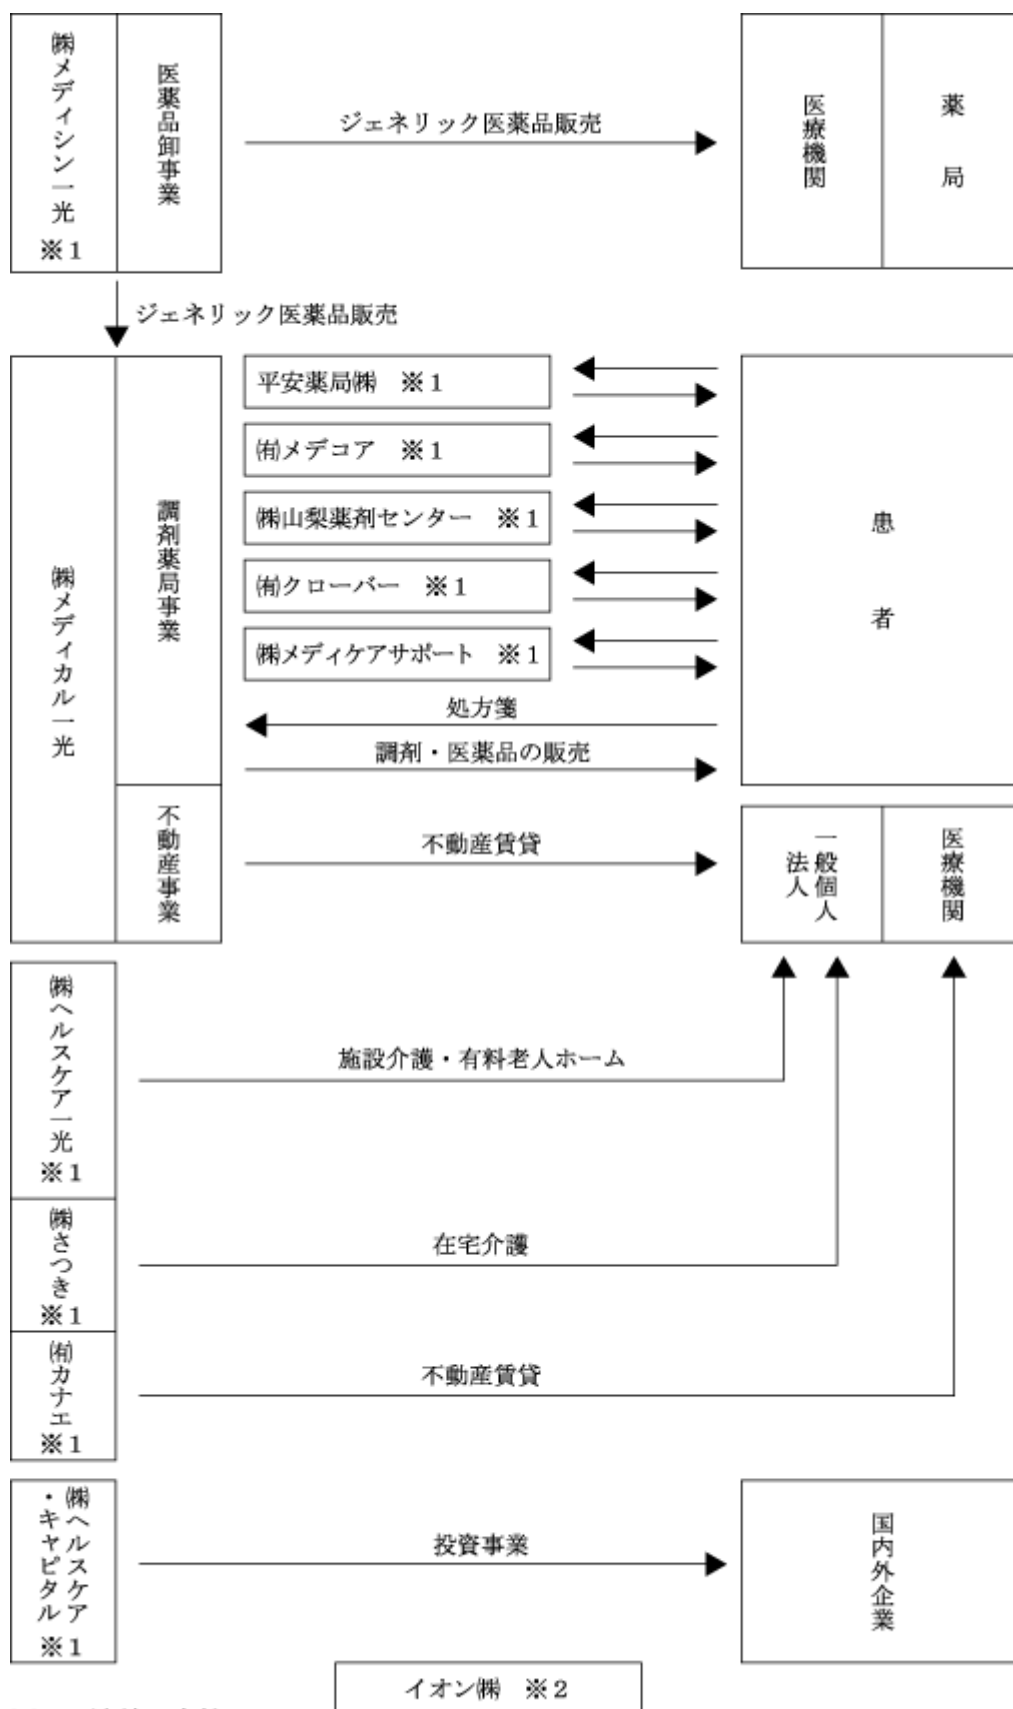 ㈱メディシン一光
※1
医薬品卸事業
ジェネリック医薬品販売
医療機関
薬局
ジェネリック医薬品販売
㈱メディカル一光
調剤薬局事業
平安薬局㈱ ※1
㈲メデコア ※1
㈱山梨薬剤センター ※1
㈲クローバー ※1
㈱メディケアサポート ※1
処方箋
調剤・医薬品の販売
患者
不動産事業
不動産賃貸
一般個人
法人
医療機関
㈱ヘルスケア一光
※1
施設介護・有料老人ホーム
㈱さつき
※1
在宅介護
㈲カナエ
※1
不動産賃貸
㈱ヘルスケア
・キャピタル
※1
投資事業
国内外企業
イオン㈱ ※2